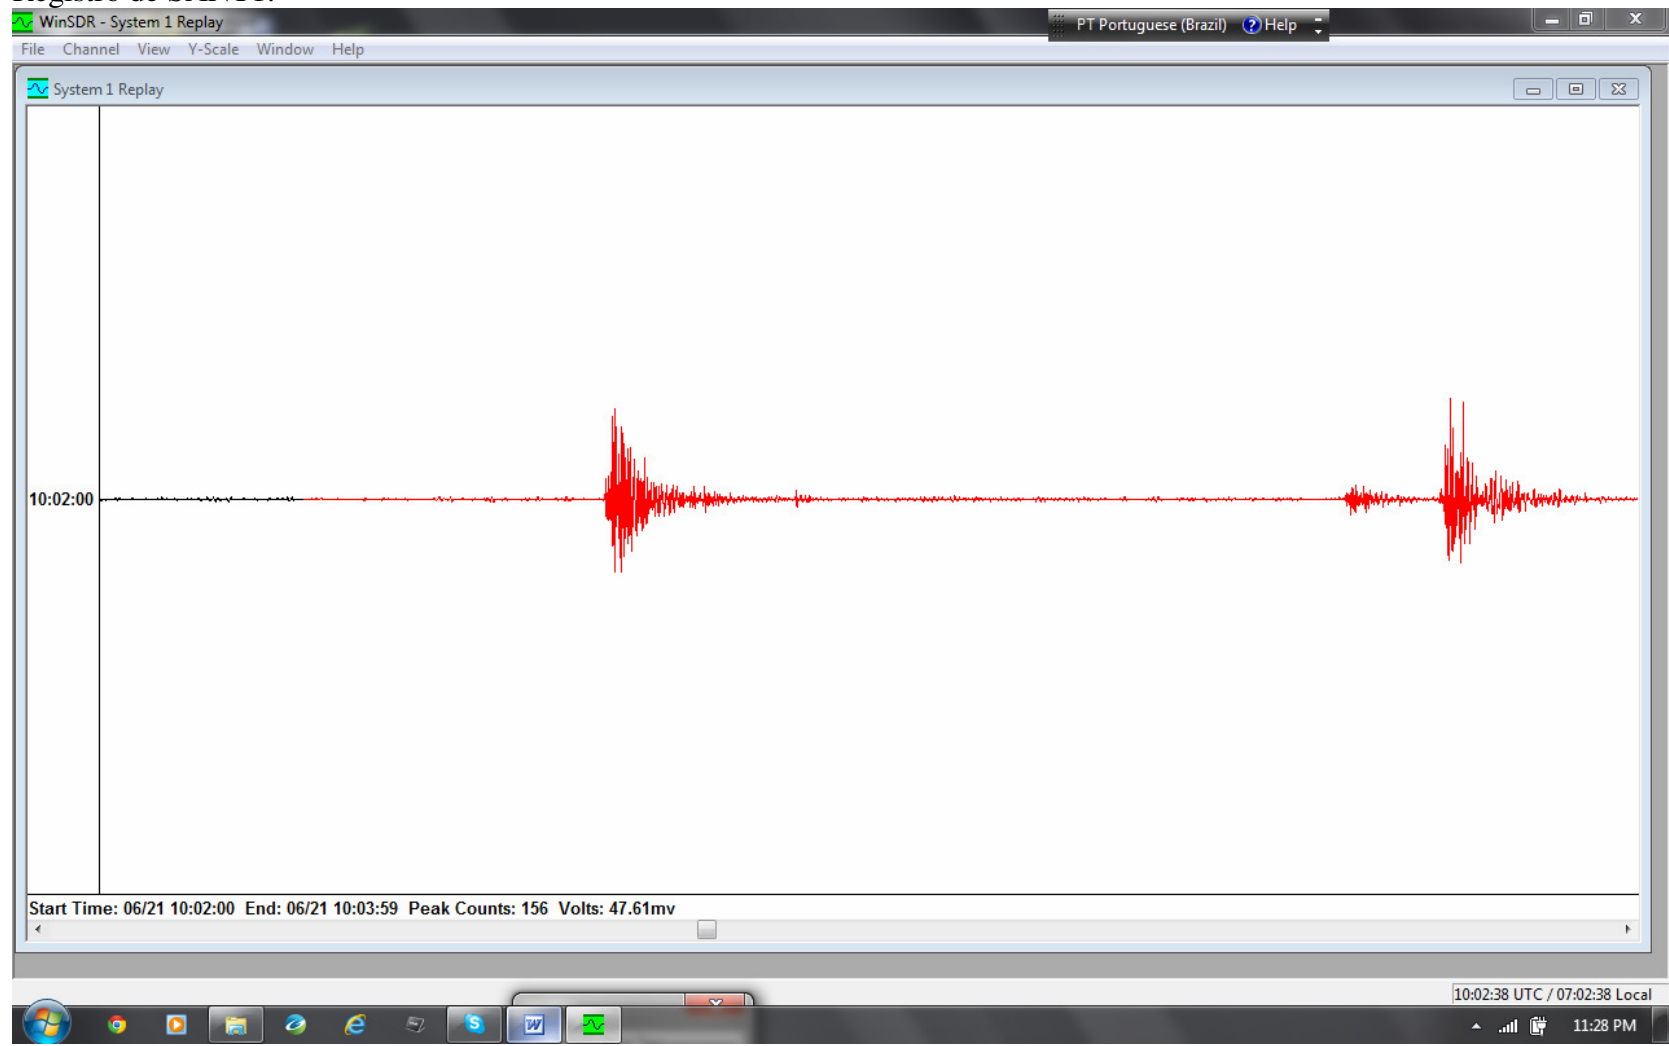 WinSDR - System 1 Replay
PT Portuguese (Brazil) Help
File Channel View Y-Scale Window Help
System 1 Replay
10:02:00
Start Time: 06/21 10:02:00 End: 06/21 10:03:59 Peak Counts: 156 Volts: 47.61mv
10:02:38 UTC / 07:02:38 Local
11:28 PM